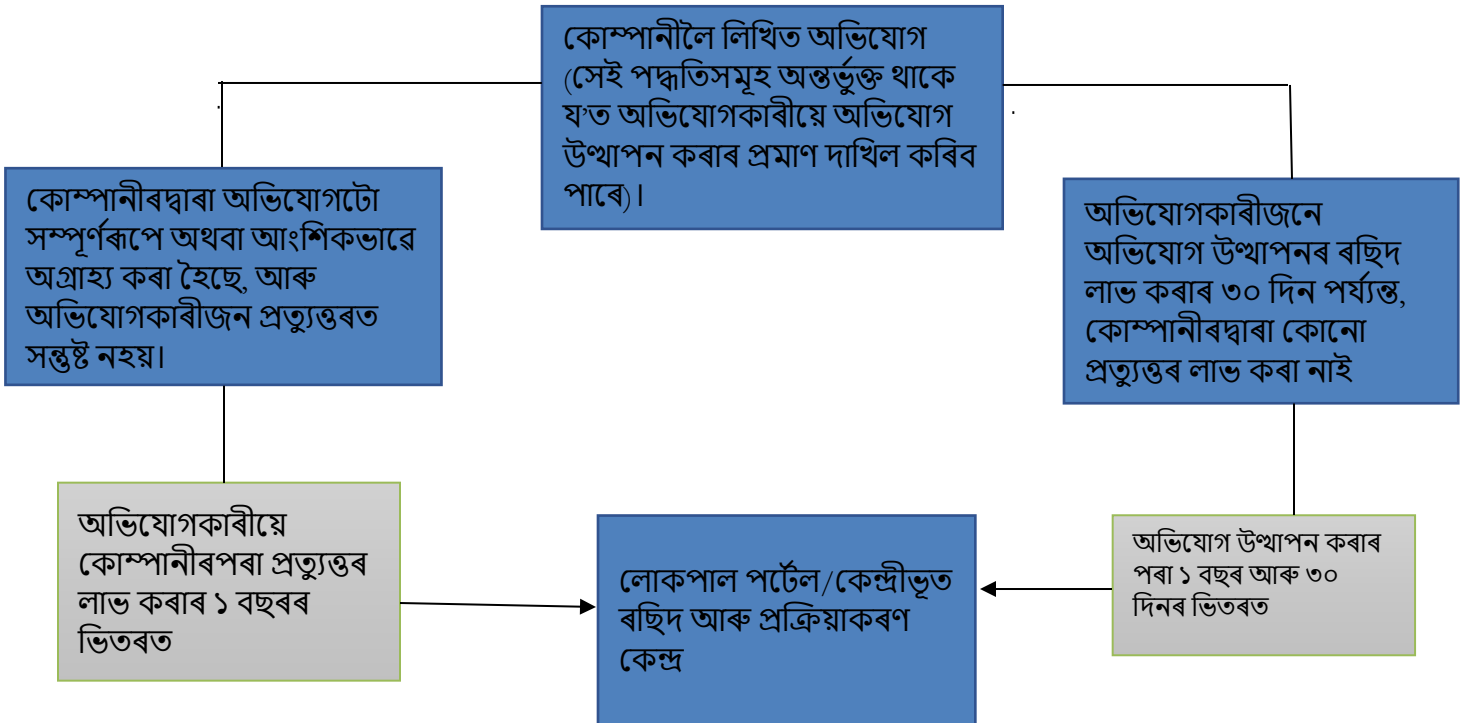 কোম্পানীলৈ লিখিত অভিযোগ
(সেই পদ্ধতিসমূহ অন্তৰ্ভুক্ত থাকে
য'ত অভিযোগকাৰীয়ে অভিযোগ
উত্থাপন কৰাৰ প্ৰমাণ দাখিল কৰিব
পাৰে)।
কোম্পানীৰদ্বাৰা অভিযোগটো
সম্পূৰ্ণৰূপে অথবা আংশিকভাৱে
অগ্ৰাহ্য কৰা হৈছে, আৰু
অভিযোগকাৰীজন প্ৰত্যুত্তৰত
সন্তুষ্ট নহয়।
অভিযোগকাৰীজনে
অভিযোগ উত্থাপনৰ ৰছিদ
লাভ কৰাৰ ৩০ দিন পৰ্য্যন্ত,
কোম্পানীৰদ্বাৰা কোনো
প্ৰত্যুত্তৰ লাভ কৰা নাই
অভিযোগকাৰীয়ে
কোম্পানীৰপৰা প্ৰত্যুত্তৰ
লাভ কৰাৰ ১ বছৰৰ
ভিতৰত
লোকপাল পৰ্টেল/কেন্দ্ৰীভূত
ৰছিদ আৰু প্ৰক্ৰিয়াকৰণ
কেন্দ্ৰ
অভিযোগ উত্থাপন কৰাৰ
পৰা ১ বছৰ আৰু ৩০
দিনৰ ভিতৰত